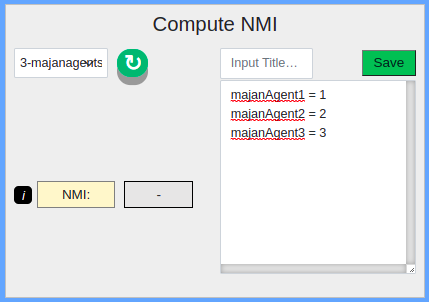 Compute NMI
3-majanagents
Input Title...
Save
majanAgent1 = 1
majanAgent2 = 2
majanAgent3 = 3
i
NMI:
-